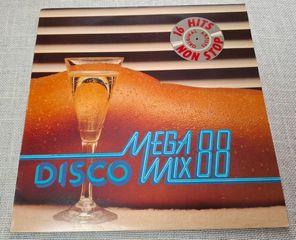 16 HITS
NON STOP
MEGA
DISCO MIX 88